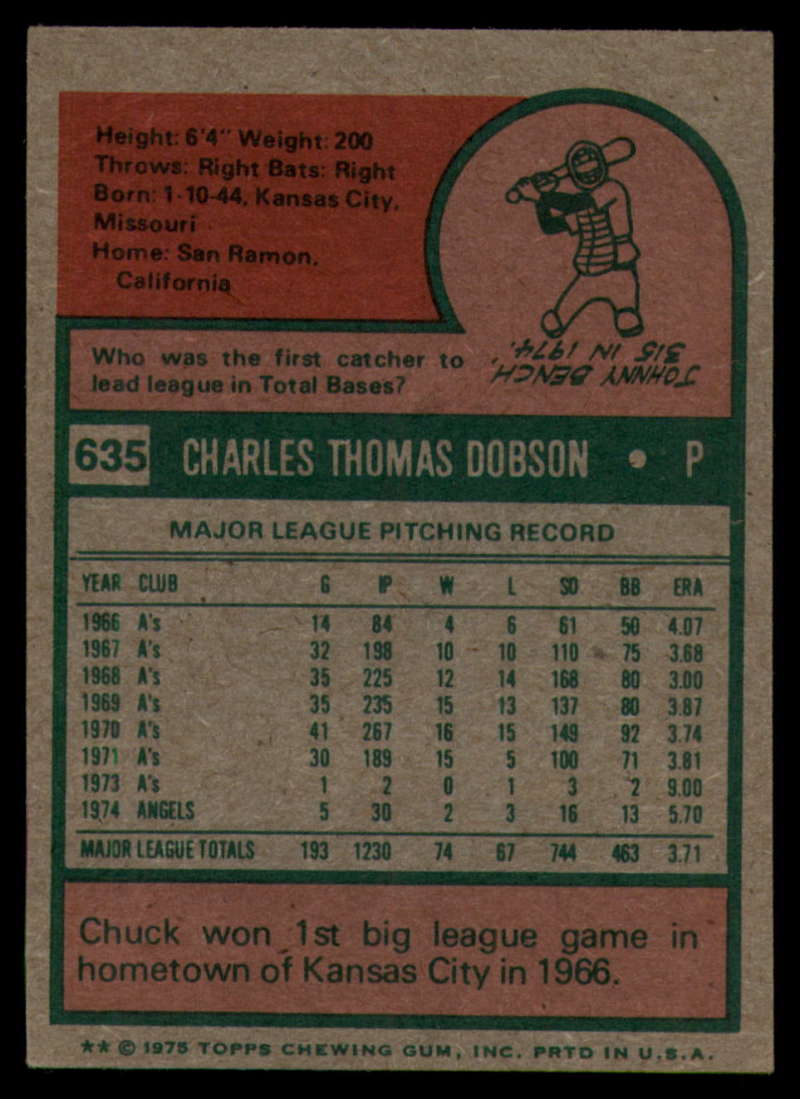 Height: 6'4" Weight: 200
Throws: Right Bats: Right
Born: 1-10-44, Kansas City,
Missouri
Home: San Ramon,
California
Who was the first catcher to
lead league in Total Bases?
JOHNNY BENCH,
315 IN 1974.
635 CHARLES THOMAS DOBSON • P
MAJOR LEAGUE PITCHING RECORD
YEAR CLUB G IP W L SO BB ERA
1966 A's 14 84 4 6 61 50 4.07
1967 A's 32 198 10 10 110 75 3.68
1968 A's 35 225 12 14 168 80 3.00
1969 A's 35 235 15 13 137 80 3.87
1970 A's 41 267 16 15 149 92 3.74
1971 A's 30 189 15 5 100 71 3.81
1973 A's 1 2 0 1 3 2 9.00
1974 ANGELS 5 30 2 3 16 13 5.70
MAJOR LEAGUE TOTALS 193 1230 74 67 744 463 3.71
Chuck won 1st big league game in
hometown of Kansas City in 1966.
** © 1975 TOPPS CHEWING GUM, INC. PRTD IN U.S.A.